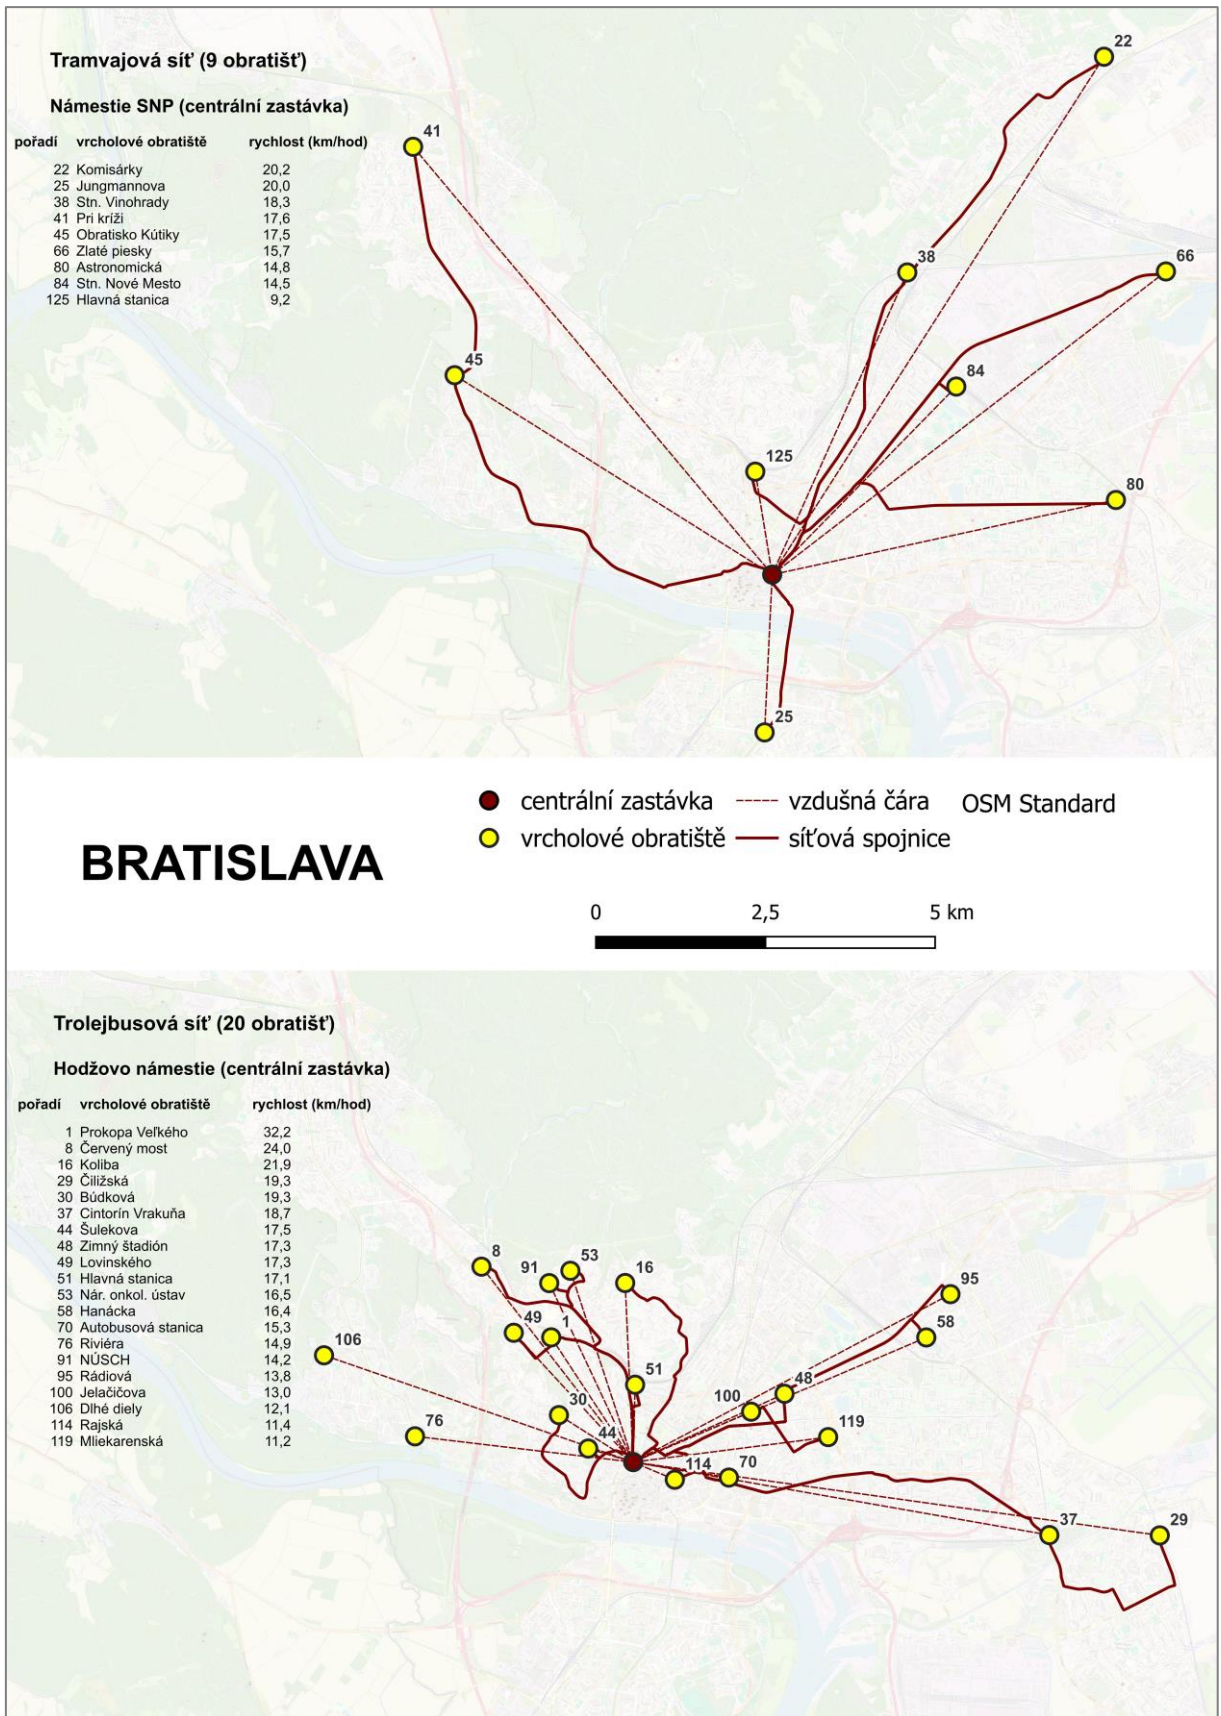 Tramvajová síť (9 obratišť)
Námestie SNP (centrální zastávka)
pořadí vrcholové obratiště rychlost (km/hod)
22 Komisárky 20,2
25 Jungmannova 20,0
38 Stn. Vinohrady 18,3
41 Pri kríži 17,6
45 Obratisko Kútiky 17,5
66 Zlaté piesky 15,7
80 Astronomická 14,8
84 Stn. Nové Mesto 14,5
125 Hlavná stanica 9,2
22
41
38
66
45
84
125
80
25
centrální zastávka vzdušná čára OSM Standard
vrcholové obratiště síťová spojnice
BRATISLAVA
0 2,5 5 km
Trolejbusová síť (20 obratišť)
Hodžovo námestie (centrální zastávka)
pořadí vrcholové obratiště rychlost (km/hod)
1 Prokopa Veľkého 32,2
8 Červený most 24,0
16 Koliba 21,9
29 Čiližská 19,3
30 Búdková 19,3
37 Cintorín Vrakuňa 18,7
44 Šulekova 17,5
48 Zimný štadión 17,3
49 Lovinského 17,3
51 Hlavná stanica 17,1
53 Nár. onkol. ústav 16,5
58 Hanácka 16,4
70 Autobusová stanica 15,3
76 Riviéra 14,9
91 NÚSCH 14,2
95 Rádiová 13,8
100 Jelačičova 13,0
106 Dlhé diely 12,1
114 Rajská 11,4
119 Mliekarenská 11,2
8
53
91
16
95
49
1
58
106
51
48
100
30
119
76
44
114
70
37
29